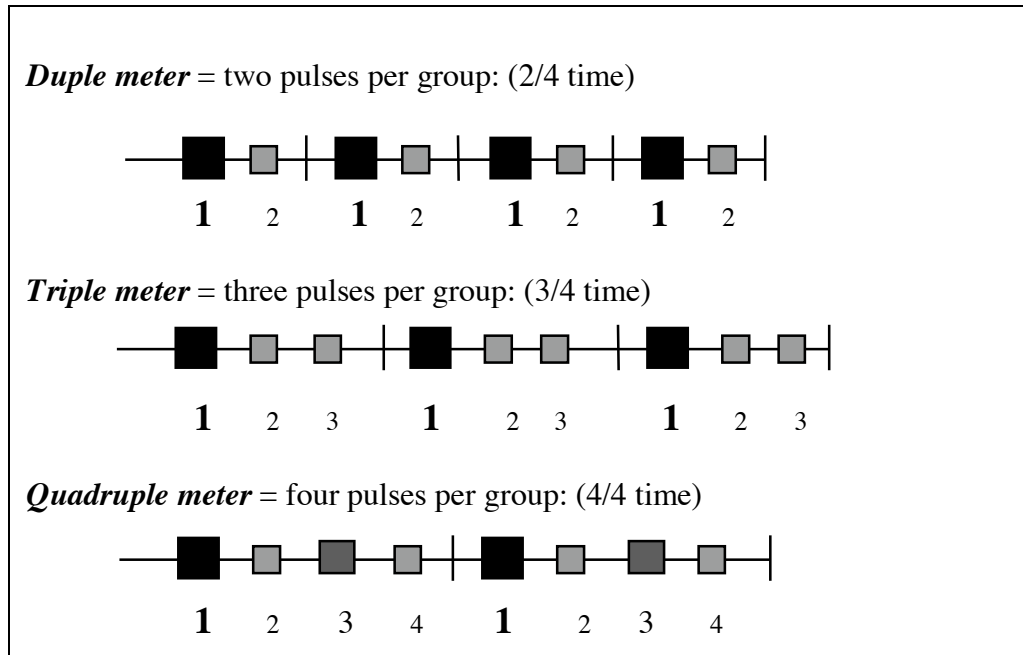 Duple meter = two pulses per group: (2/4 time)
1 2 1 2 1 2 1 2
Triple meter = three pulses per group: (3/4 time)
1 2 3 1 2 3 1 2 3
Quadruple meter = four pulses per group: (4/4 time)
1 2 3 4 1 2 3 4